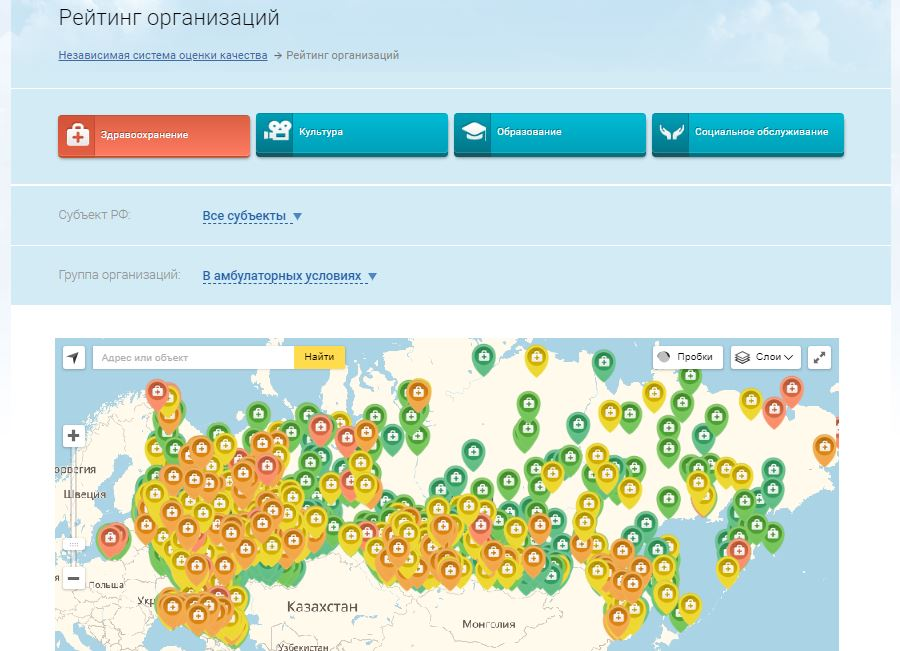 Рейтинг организаций
Независимая система оценки качества → Рейтинг организаций
Здравоохранение
Культура
Образование
Социальное обслуживание
Субъект РФ:
Все субъекты
Группа организаций:
В амбулаторных условиях
Адрес или объект
Найти
Пробки
Слои
орвегия
Швеция
Польша
Укр
Казахстан
Монголия
Узбекистан